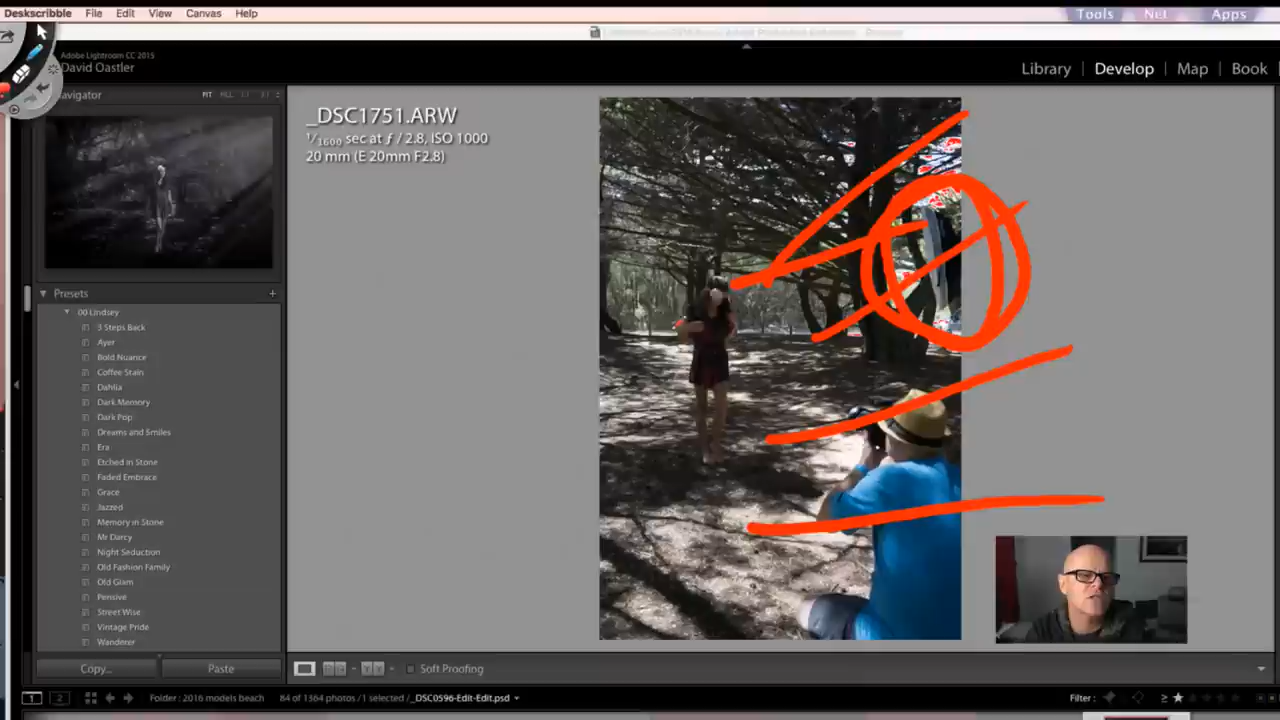 Deskscribble File Edit View Canvas Help
Tools Net Apps
Adobe Lightroom CC 2015
David Oastler
Library | Develop | Map | Book
avigator FIT FILL
_DSC1751.ARW
1/1600 sec at ƒ / 2.8, ISO 1000
20 mm (E 20mm F2.8)
Presets +
00 Lindsey
3 Steps Back
Ayer
Bold Nuance
Coffee Stain
Dahlia
Dark Memory
Dark Pop
Dreams and Smiles
Era
Etched in Stone
Faded Embrace
Grace
Jazzed
Memory in Stone
Mr Darcy
Night Seduction
Old Fashion Family
Old Glam
Pensive
Street Wise
Vintage Pride
Wanderer
Copy... Paste
Soft Proofing
1 2 Folder : 2016 models beach 84 of 1364 photos / 1 selected / _DSC0596-Edit-Edit.psd Filter :